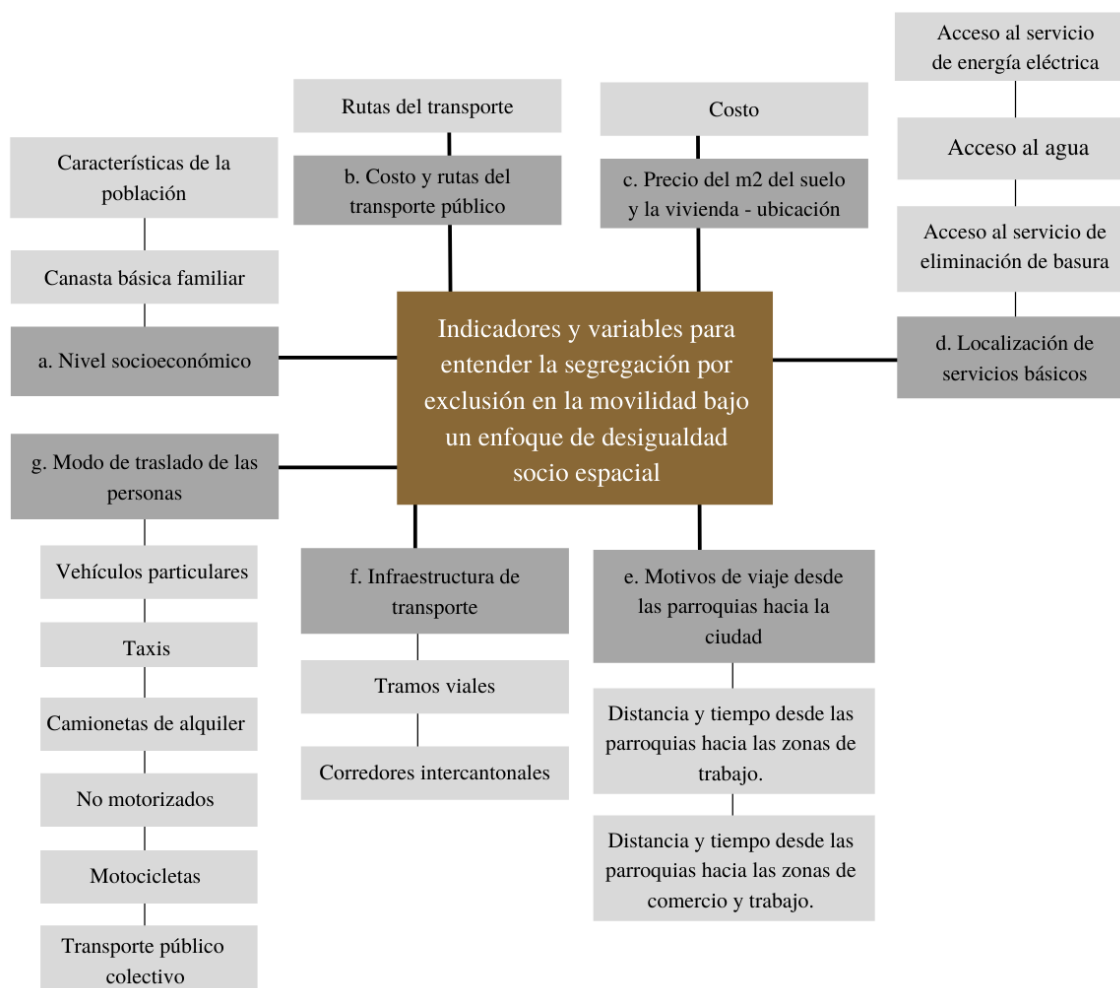 Acceso al servicio
de energía eléctrica
Rutas del transporte
Costo
Características de la
población
Acceso al agua
b. Costo y rutas del
transporte público
c. Precio del m2 del suelo
y la vivienda - ubicación
Acceso al servicio de
eliminación de basura
Canasta básica familiar
a. Nivel socioeconómico
Indicadores y variables para
entender la segregación por
exclusión en la movilidad bajo
un enfoque de desigualdad
socio espacial
d. Localización de
servicios básicos
g. Modo de traslado de las
personas
Vehículos particulares
Taxis
Camionetas de alquiler
No motorizados
Motocicletas
Transporte público
colectivo
f. Infraestructura de
transporte
Tramos viales
Corredores intercantonales
e. Motivos de viaje desde
las parroquias hacia la
ciudad
Distancia y tiempo desde las
parroquias hacia las zonas de
trabajo.
Distancia y tiempo desde las
parroquias hacia las zonas de
comercio y trabajo.